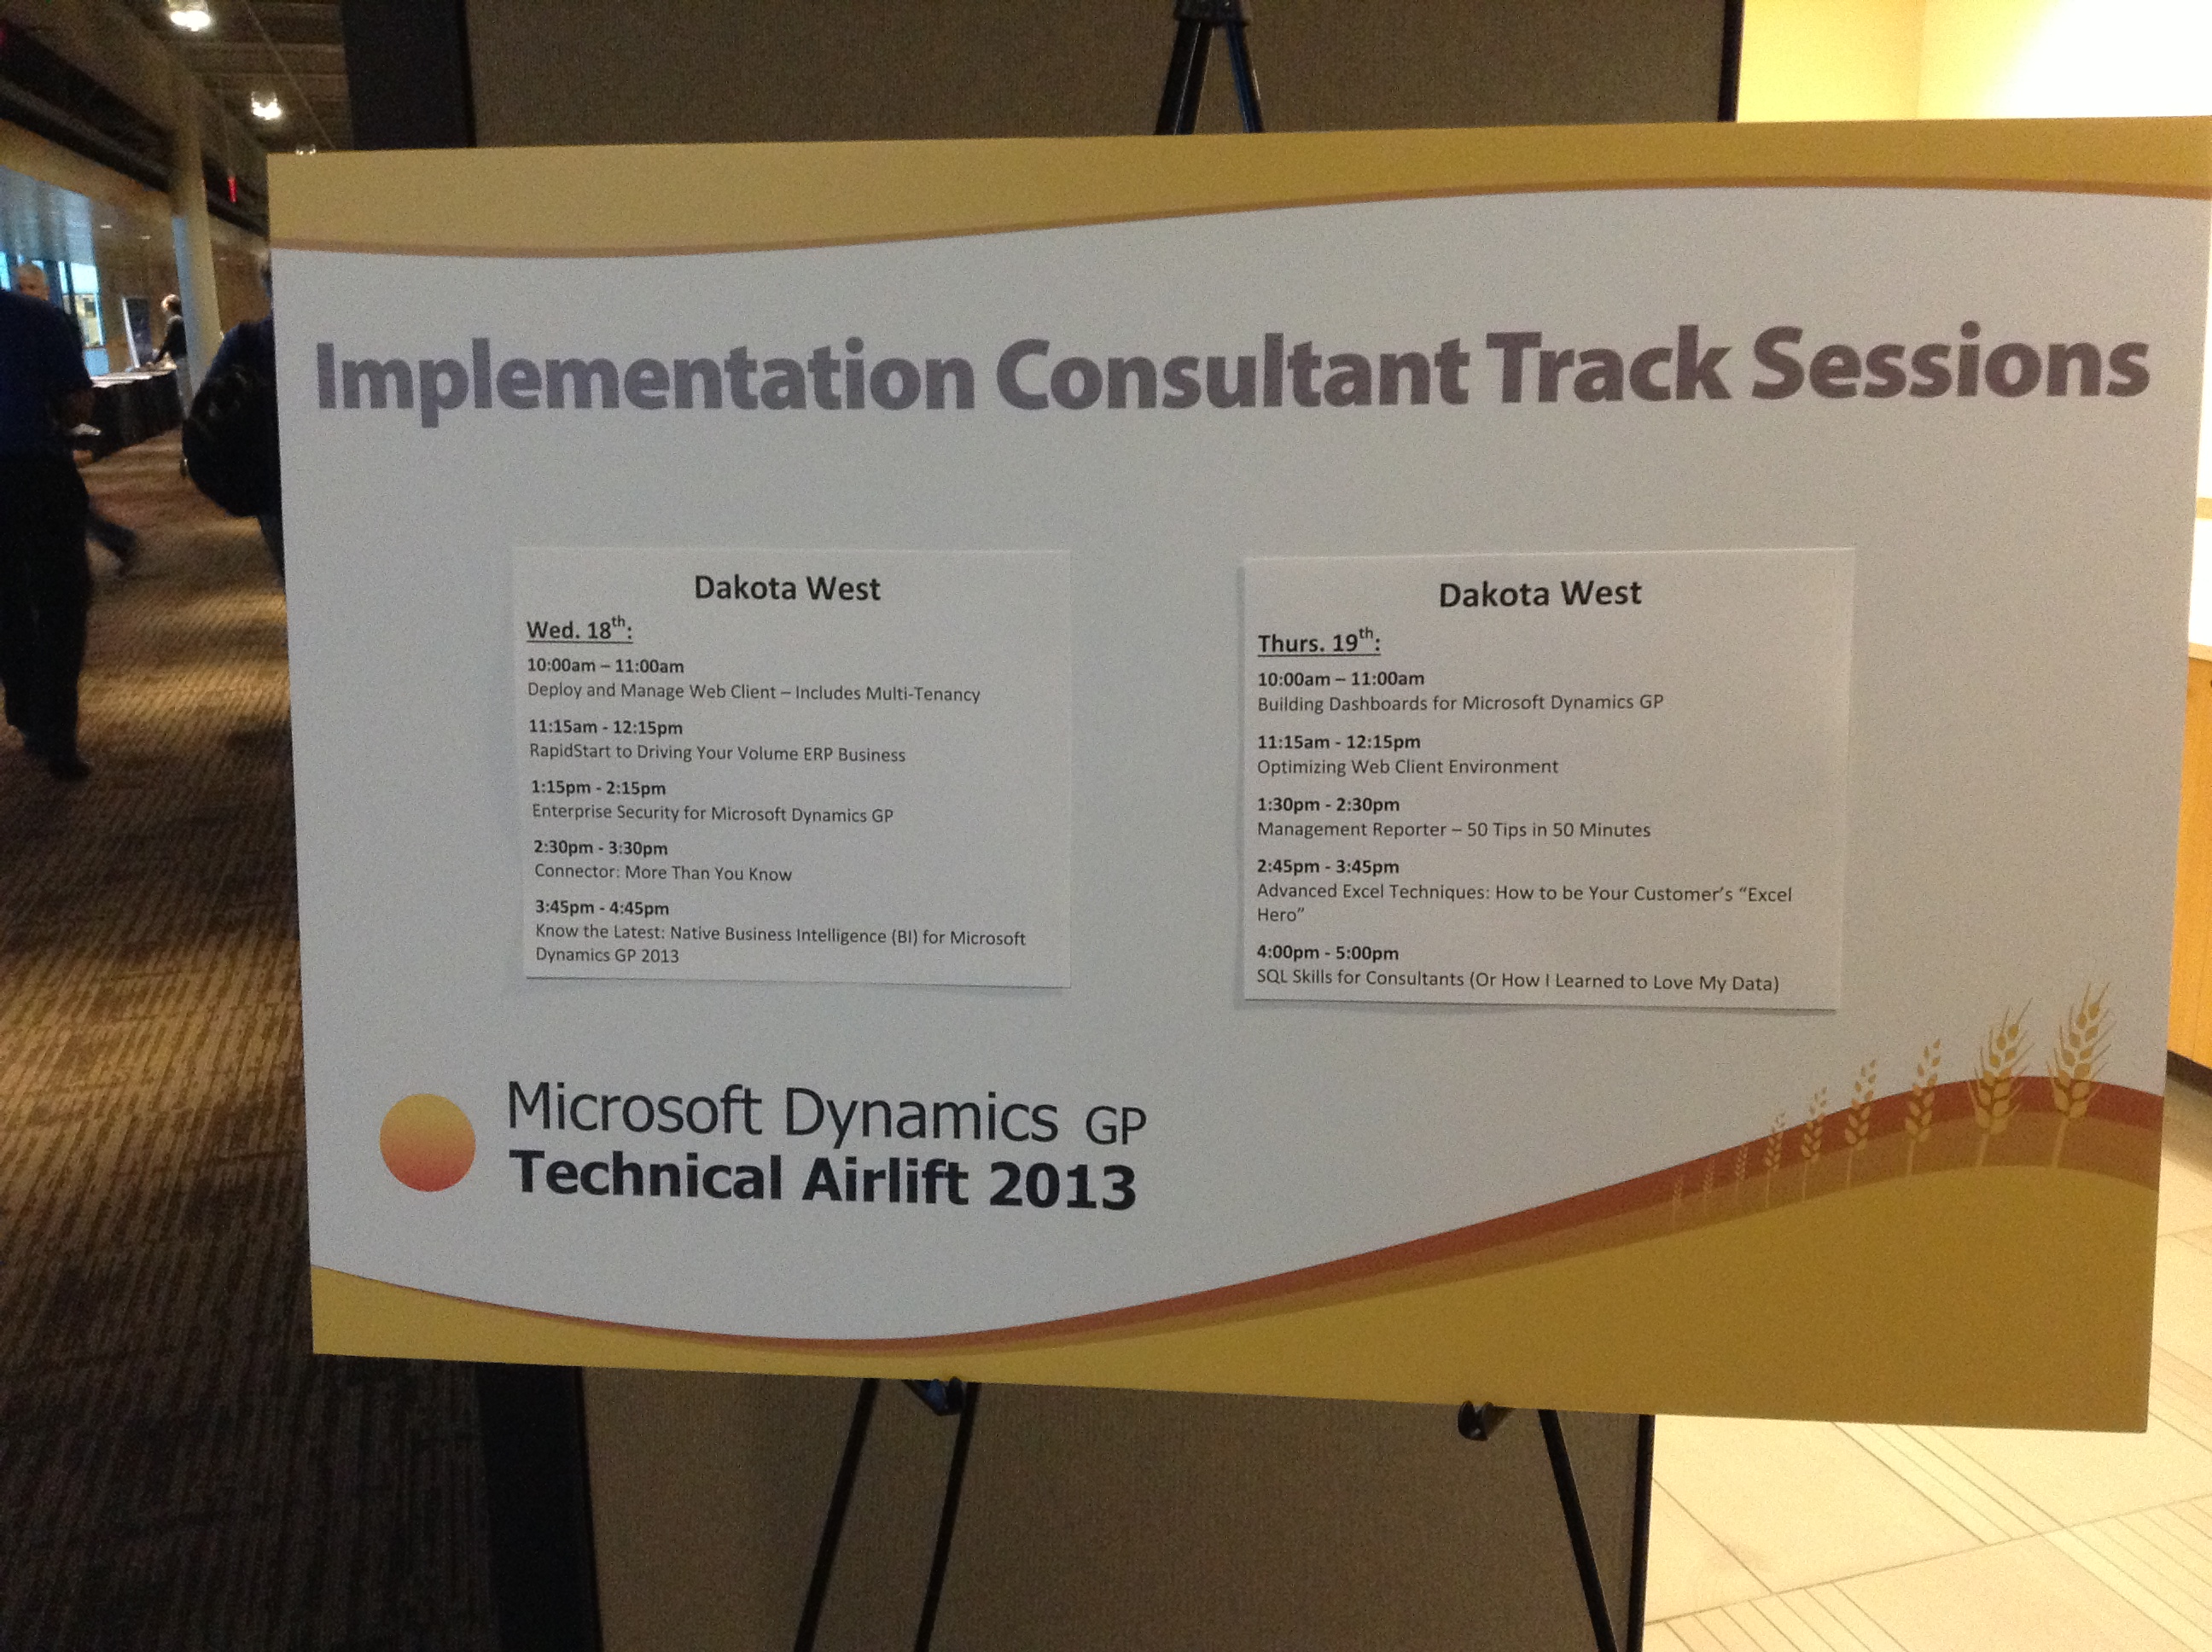 Implementation Consultant Track Sessions
Dakota West
Wed. 18th:
10:00am – 11:00am
Deploy and Manage Web Client – Includes Multi-Tenancy
11:15am - 12:15pm
RapidStart to Driving Your Volume ERP Business
1:15pm - 2:15pm
Enterprise Security for Microsoft Dynamics GP
2:30pm - 3:30pm
Connector: More Than You Know
3:45pm - 4:45pm
Know the Latest: Native Business Intelligence (BI) for Microsoft
Dynamics GP 2013
Dakota West
Thurs. 19th:
10:00am – 11:00am
Building Dashboards for Microsoft Dynamics GP
11:15am - 12:15pm
Optimizing Web Client Environment
1:30pm - 2:30pm
Management Reporter – 50 Tips in 50 Minutes
2:45pm - 3:45pm
Advanced Excel Techniques: How to be Your Customer’s “Excel
Hero”
4:00pm - 5:00pm
SQL Skills for Consultants (Or How I Learned to Love My Data)
Microsoft Dynamics GP
Technical Airlift 2013